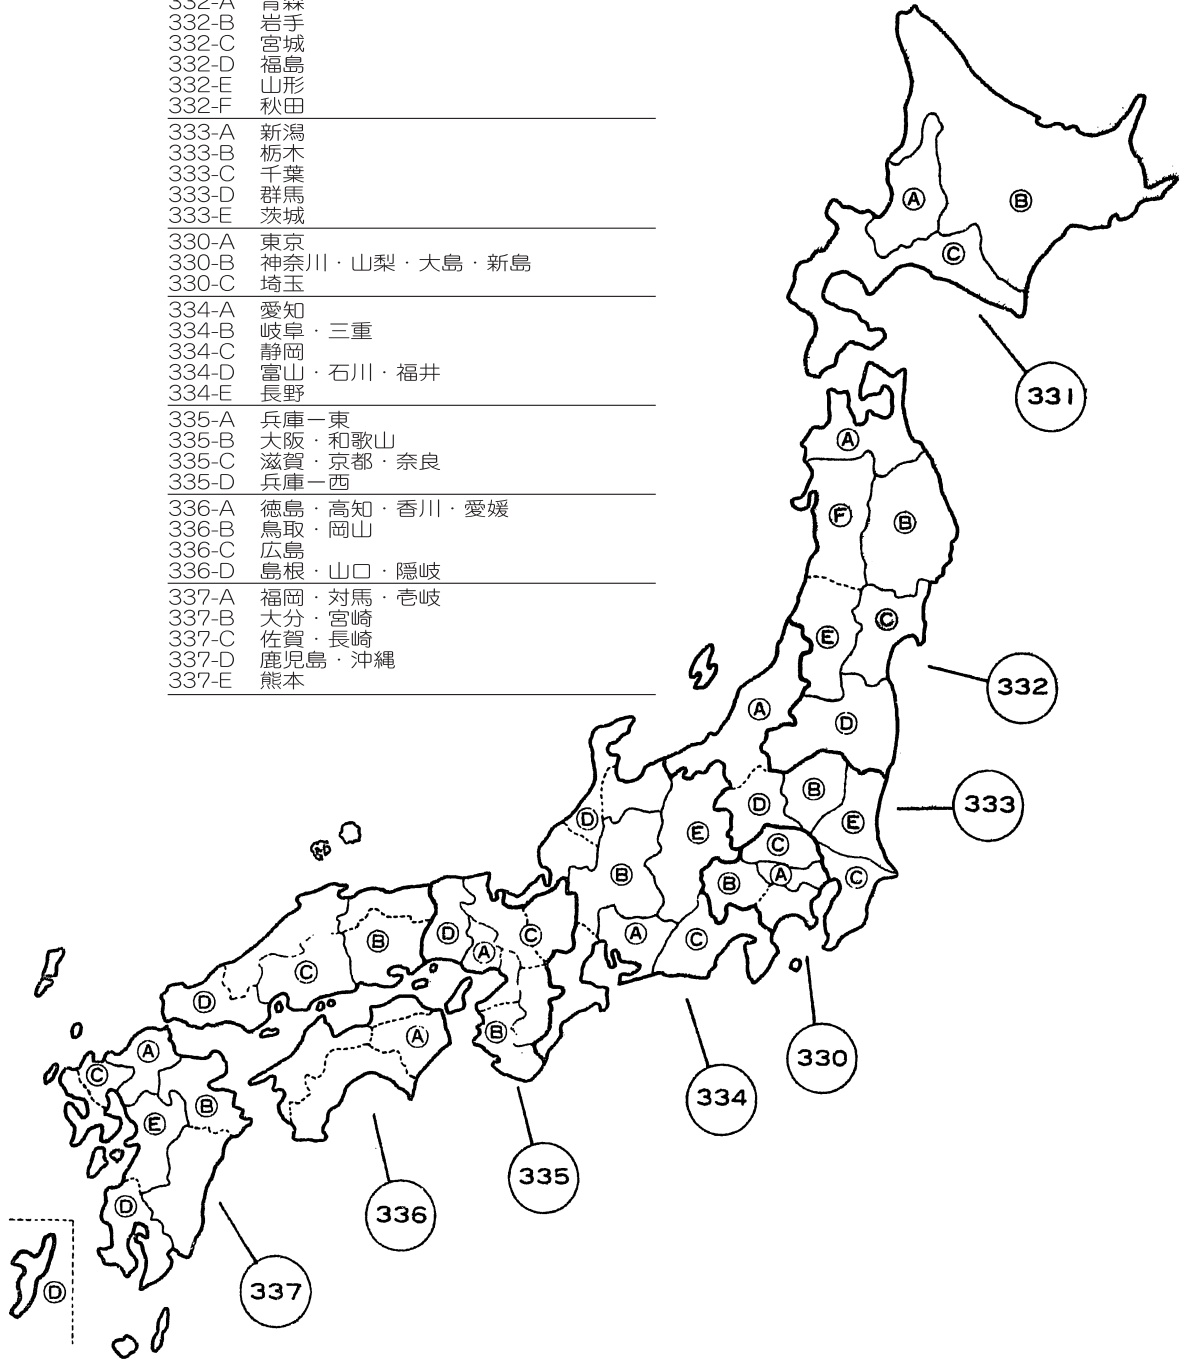 332-A 青森
332-B 岩手
332-C 宮城
332-D 福島
332-E 山形
332-F 秋田
333-A 新潟
333-B 栃木
333-C 千葉
333-D 群馬
333-E 茨城
330-A 東京
330-B 神奈川・山梨・大島・新島
330-C 埼玉
334-A 愛知
334-B 岐阜・三重
334-C 静岡
334-D 富山・石川・福井
334-E 長野
335-A 兵庫ー東
335-B 大阪・和歌山
335-C 滋賀・京都・奈良
335-D 兵庫ー西
336-A 徳島・高知・香川・愛媛
336-B 鳥取・岡山
336-C 広島
336-D 島根・山口・隠岐
337-A 福岡・対馬・壱岐
337-B 大分・宮崎
337-C 佐賀・長崎
337-D 鹿児島・沖縄
337-E 熊本
A
B
C
331
A
F
B
E
C
332
A
D
D
B
333
D
E
E
C
B
B
A
C
D
C
A
C
B
A
C
D
330
A
B
334
A
C
E
B
335
D
336
337
D